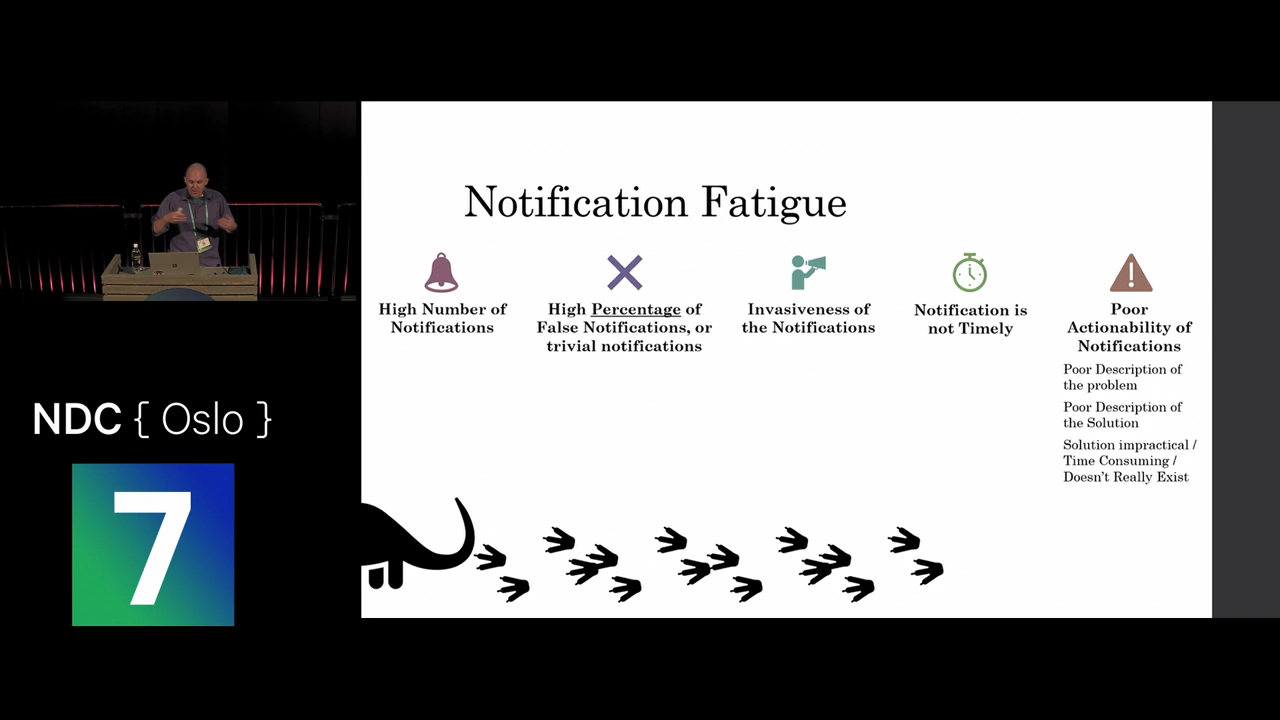 Notification Fatigue
High Number of
Notifications
High Percentage of
False Notifications, or
trivial notifications
Invasiveness of
the Notifications
Notification is
not Timely
Poor
Actionability of
Notifications
Poor Description of
the problem
Poor Description of
the Solution
Solution impractical /
Time Consuming /
Doesn't Really Exist
NDC { Oslo }
7